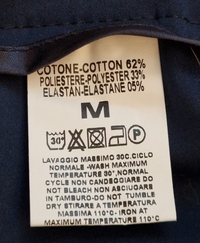 COTONE-COTTON 62%
POLIESTERE-POLYESTER 33%
ELASTAN-ELASTANE 05%
M
30°
P
LAVAGGIO MASSIMO 30C.CICLO
NORMALE -WASH MAXIMUM
TEMPERATURE 30°,NORMAL
CYCLE NON CANDEGGIARE DO
NOT BLEACH NON ASCIUGARE
IN TAMBURO-DO NOT TUMBLE
DRY STIRARE A TEMPERATURA
MASSIMA 110°C- IRON AT
MAXIMUM TEMPERATURE 110°C